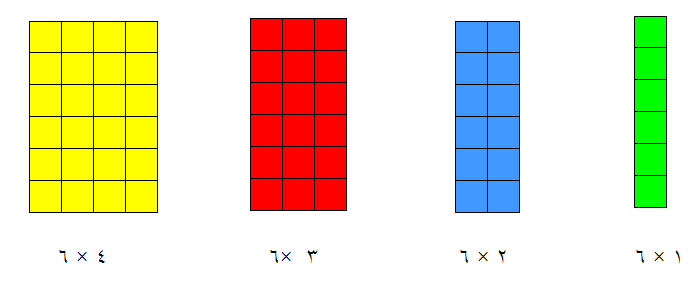 ٦ × ١
٦ × ٢
٦× ٣
٦ × ٤